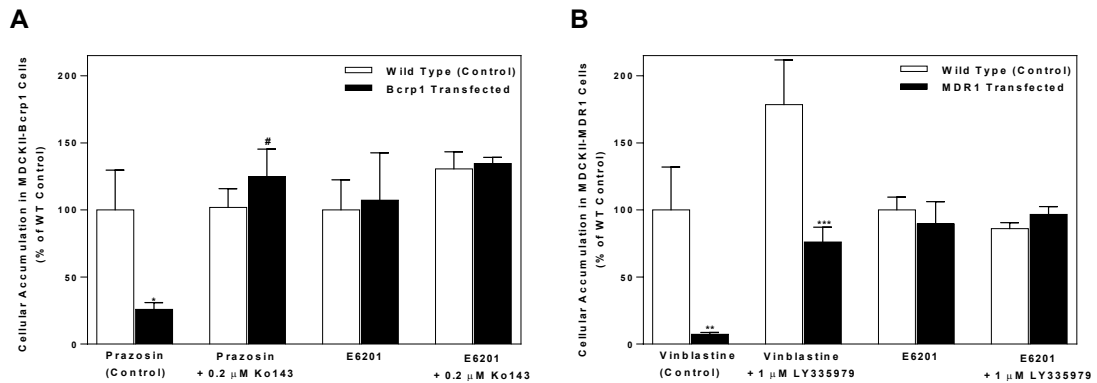 A
Cellular Accumulation in MDCKII-Bcrp1 Cells
(% of WT Control)
200
150
100
50
0
Wild Type (Control)
Bcrp1 Transfected
*
#
Prazosin
(Control)
Prazosin
+ 0.2 μM Ko143
E6201
E6201
+ 0.2 μM Ko143
B
Cellular Accumulation in MDCKII-MDR1 Cells
(% of WT Control)
200
150
100
50
0
Wild Type (Control)
MDR1 Transfected
**
***
Vinblastine
(Control)
Vinblastine
+ 1 μM LY335979
E6201
E6201
+ 1 μM LY335979